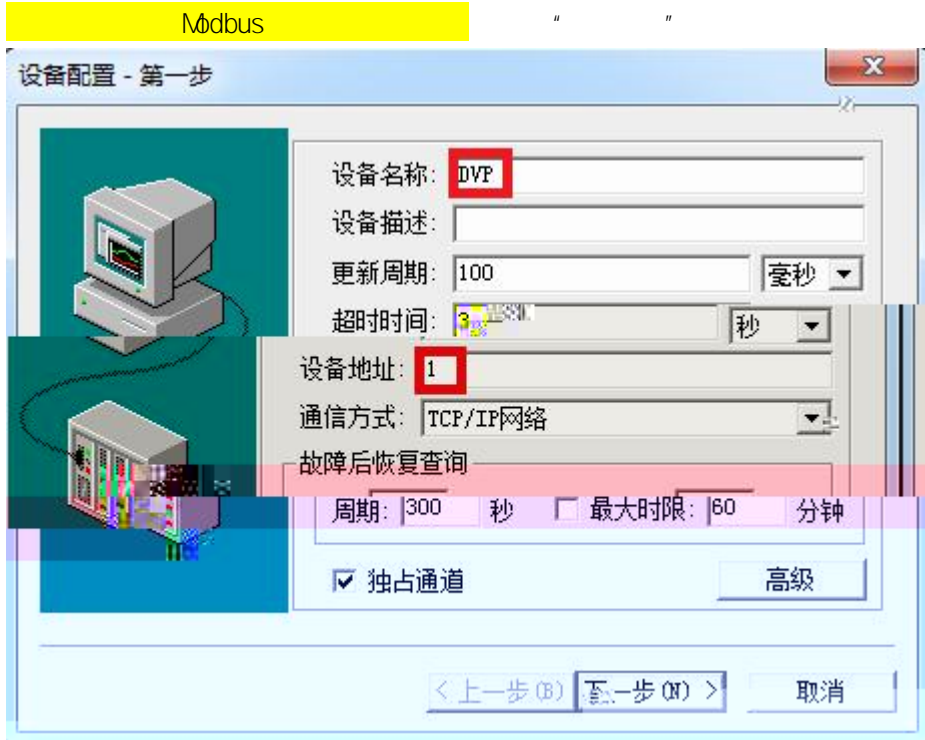 Modbus “ ”
设备配置 - 第一步
设备名称: DVP
设备描述:
更新周期: 100 毫秒
超时时间: 3 秒
设备地址: 1
通信方式: TCP/IP网络
故障后恢复查询
周期: 300 秒 最大时限: 60 分钟
独占通道 高级
<上一步(B) 下一步(N)> 取消